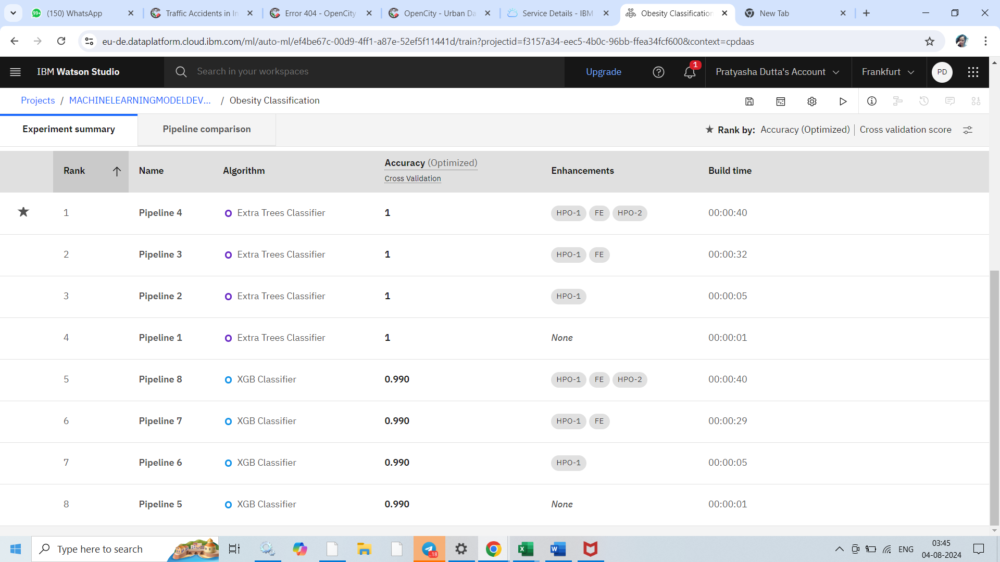 99+ (150) WhatsApp
Traffic Accidents in In
Error 404 - OpenCity
OpenCity - Urban Da
Service Details - IBM
Obesity Classification
New Tab
eu-de.dataplatform.cloud.ibm.com/ml/auto-ml/ef4be67c-00d9-4ff1-a87e-52ef5f11441d/train?projectid=f3157a34-eec5-4b0c-96bb-ffea34fcf600&context=cpdaas
IBM Watson Studio
Search in your workspaces
Upgrade
1
Pratyasha Dutta's Account
Frankfurt
PD
Projects / MACHINELEARNINGMODELDEV... / Obesity Classification
Experiment summary
Pipeline comparison
Rank by: Accuracy (Optimized) | Cross validation score
Rank Name Algorithm Accuracy (Optimized) Enhancements Build time
Cross Validation
1 Pipeline 4 Extra Trees Classifier 1 HPO-1 FE HPO-2 00:00:40
2 Pipeline 3 Extra Trees Classifier 1 HPO-1 FE 00:00:32
3 Pipeline 2 Extra Trees Classifier 1 HPO-1 00:00:05
4 Pipeline 1 Extra Trees Classifier 1 None 00:00:01
5 Pipeline 8 XGB Classifier 0.990 HPO-1 FE HPO-2 00:00:40
6 Pipeline 7 XGB Classifier 0.990 HPO-1 FE 00:00:29
7 Pipeline 6 XGB Classifier 0.990 HPO-1 00:00:05
8 Pipeline 5 XGB Classifier 0.990 None 00:00:01
Type here to search
..18
ENG
03:45
04-08-2024